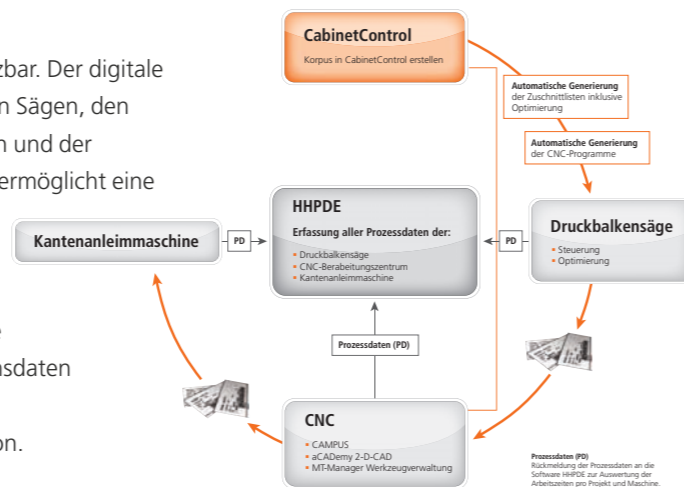 zbar. Der digitale
n Sägen, den
n und der
ermöglicht eine
e
nsdaten
on.
CabinetControl
Korpus in CabinetControl erstellen
Automatische Generierung
der Zuschnittlisten inklusive
Optimierung
Automatische Generierung
der CNC-Programme
HHPDE
Erfassung aller Prozessdaten der:
▪ Druckbalkensäge
▪ CNC-Berabeitungszentrum
▪ Kantenanleimmaschine
Kantenanleimmaschine
PD
PD
Druckbalkensäge
▪ Steuerung
▪ Optimierung
Prozessdaten (PD)
CNC
▪ CAMPUS
▪ aCADemy 2-D-CAD
▪ MT-Manager Werkzeugverwaltung
Prozessdaten (PD)
Rückmeldung der Prozessdaten an die
Software HHPDE zur Auswertung der
Arbeitszeiten pro Projekt und Maschine.